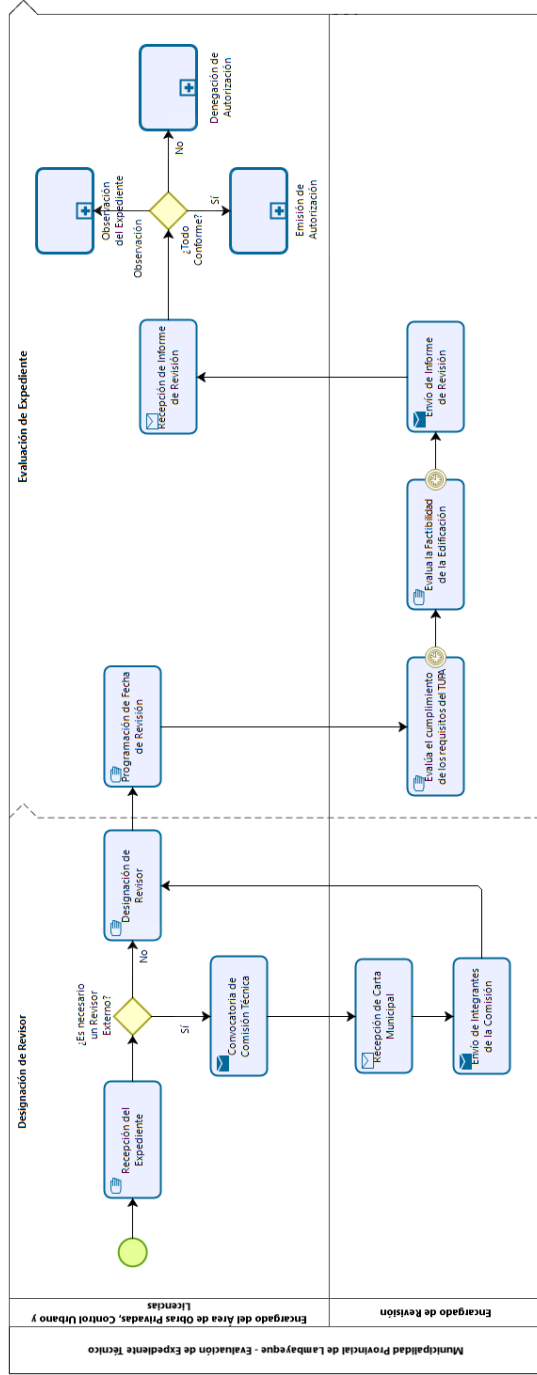 Municipalidad Provincial de Lambayeque - Evaluación de Expediente Técnico
Encargado del Área del Área de Obras Privadas, Control Urbano y
Licencias
Encargado de Revisión
Designación de Revisor
Evaluación de Expediente
Recepción del
Expediente
¿Es necesario
un Revisor
Externo?
No
Sí
Designación de
Revisor
Convocatoria de
Comisión Técnica
Recepción de Carta
Municipal
Envío de Integrantes
de la Comisión
Programación de Fecha
de Revisión
Evalúa el cumplimiento
de los requisitos del TUPA
Evalua la Factibilidad
de la Edificación
Envío de Informe
de Revisión
Recepción de Informe
de Revisión
¿Todo
Conforme?
Observación
Observación
del Expediente
No
Denegación de
Autorización
Sí
Emisión de
Autorización